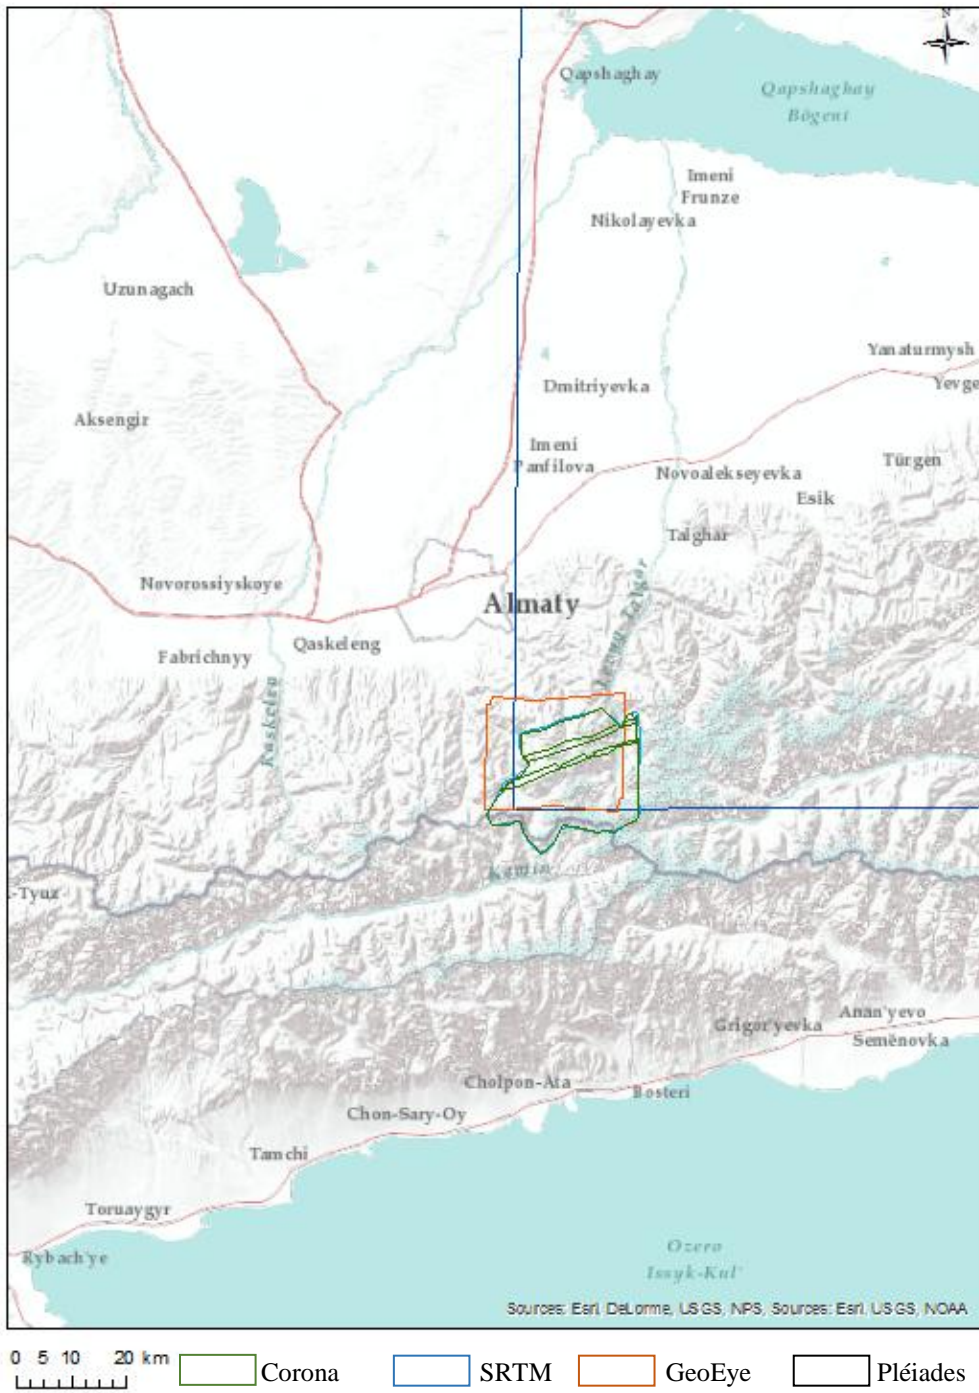 N
Qapshaghay
Qapshaghay
Bögeni
Imeni
Frunze
Nikolayevka
Uzunagach
Yanaturmysh
Yevge
Dmitriyevka
Aksengir
Imeni
Panfilova
Novoalekseyevka
Türgen
Esik
Talghar
Novorossiyskoye
Almaty
Qaskeleng
Fabrichnyy
Talgar
Kaskelen
Kemin
-Tyuz
Anan'yevo
Grigor'yevka
Semënovka
Cholpon-Ata
Bosteri
Chon-Sary-Oy
Tamchi
Toruaygyr
Rybach'ye
Ozero
Issyk-Kul'
Sources: Esri, DeLorme, USGS, NPS, Sources: Esri, USGS, NOAA
0 5 10 20 km
Corona SRTM GeoEye Pléiades